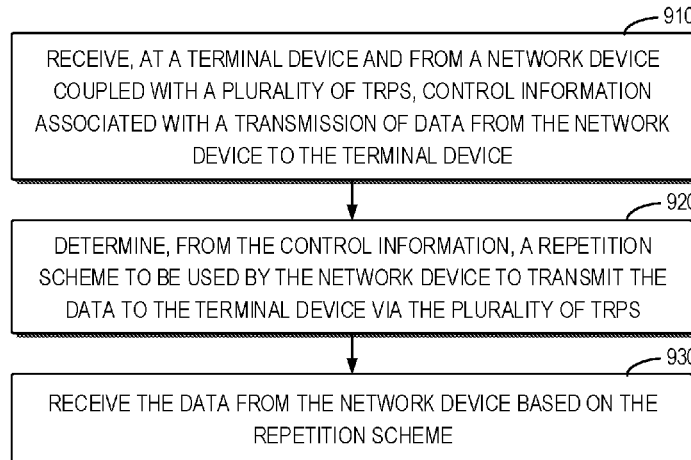 910
RECEIVE, AT A TERMINAL DEVICE AND FROM A NETWORK DEVICE
COUPLED WITH A PLURALITY OF TRPS, CONTROL INFORMATION
ASSOCIATED WITH A TRANSMISSION OF DATA FROM THE NETWORK
DEVICE TO THE TERMINAL DEVICE
920
DETERMINE, FROM THE CONTROL INFORMATION, A REPETITION
SCHEME TO BE USED BY THE NETWORK DEVICE TO TRANSMIT THE
DATA TO THE TERMINAL DEVICE VIA THE PLURALITY OF TRPS
930
RECEIVE THE DATA FROM THE NETWORK DEVICE BASED ON THE
REPETITION SCHEME